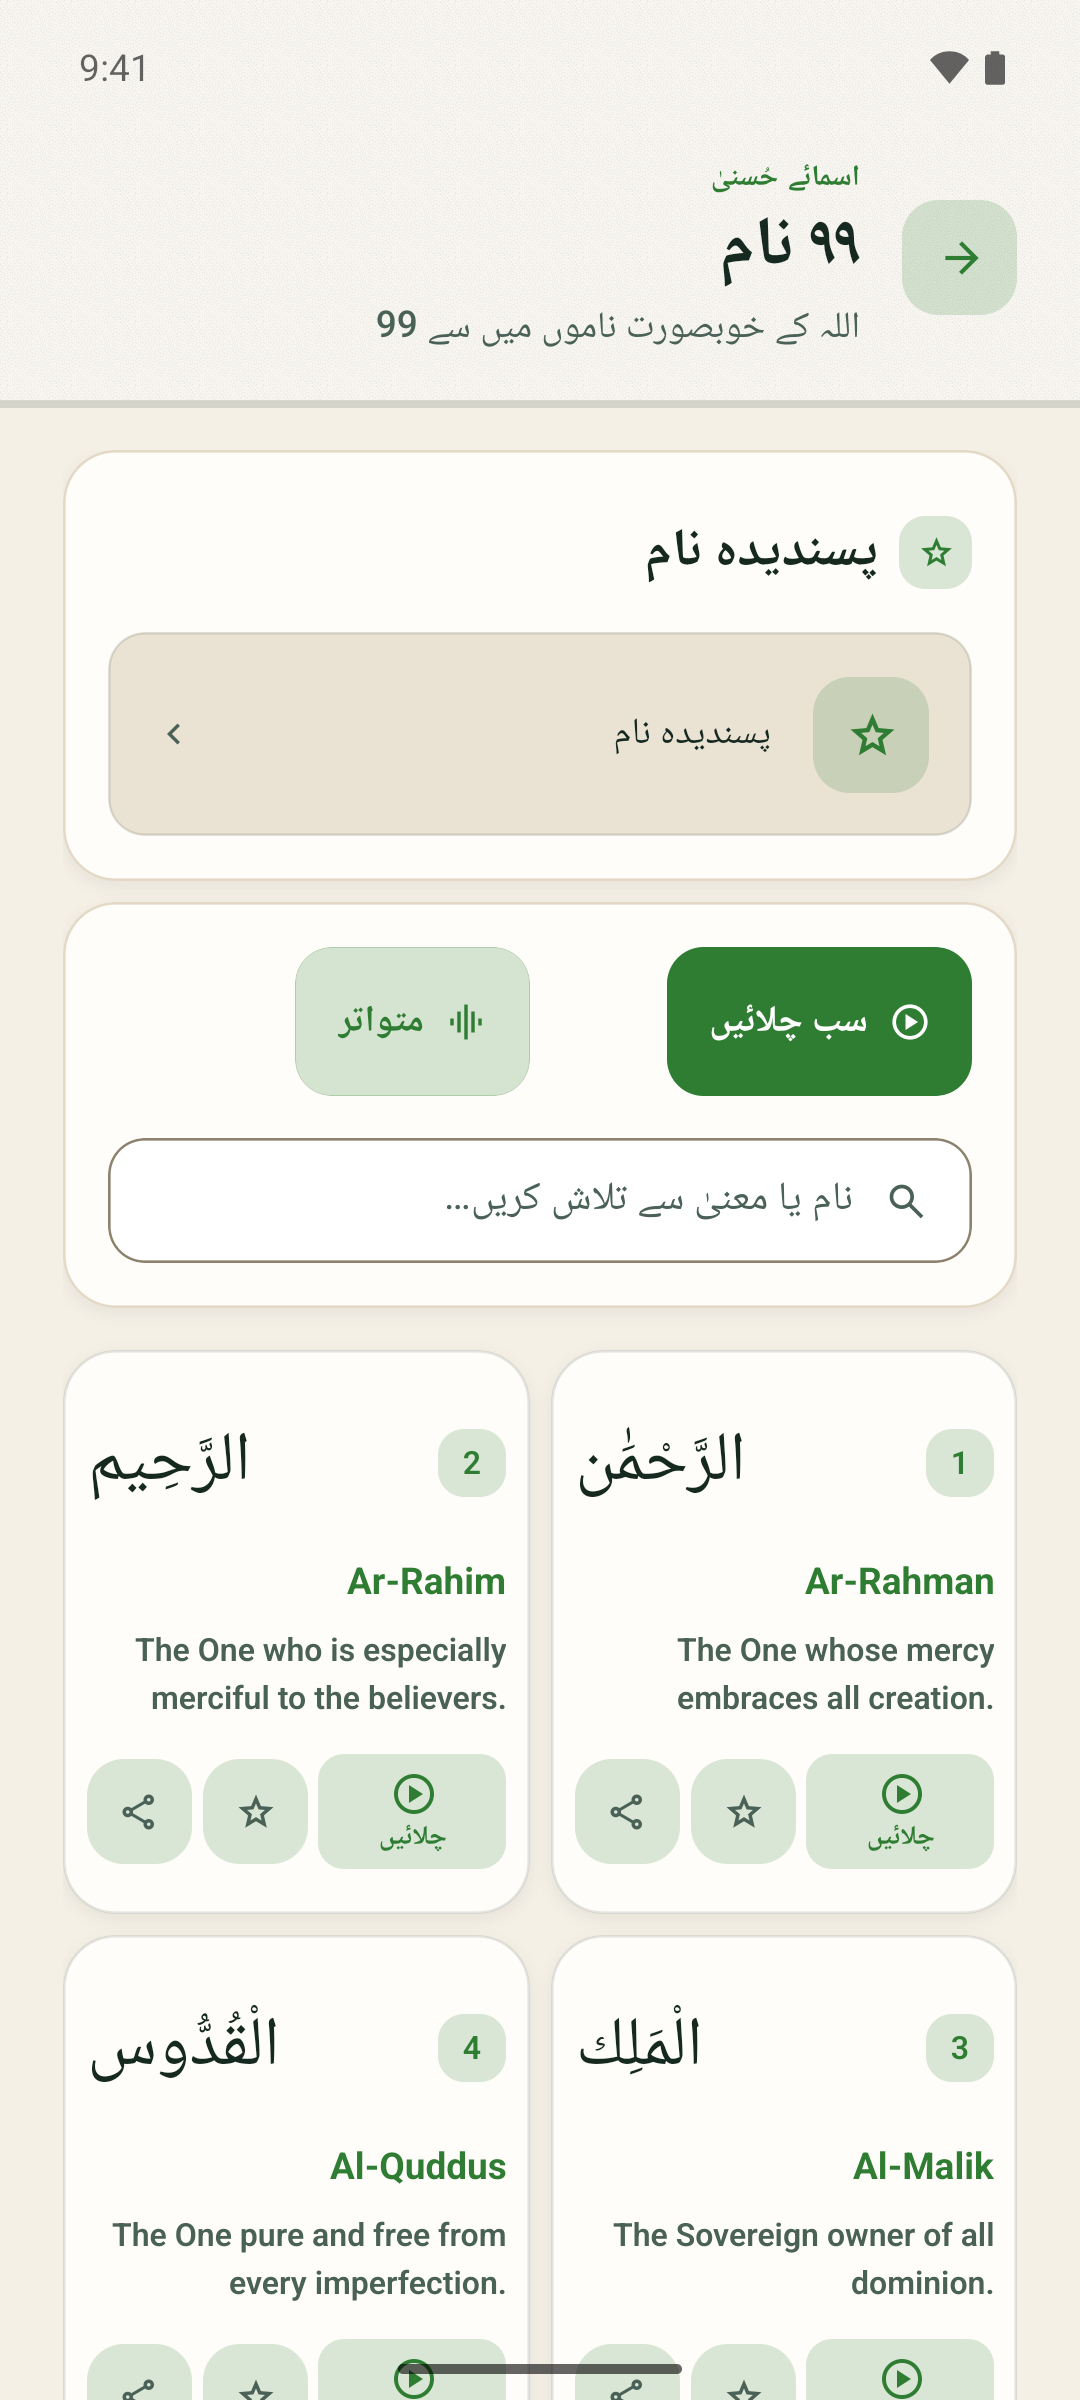 9:41
اسمائے حُسنیٰ
۹۹ نام
اللہ کے خوبصورت ناموں میں سے 99
پسندیدہ نام
پسندیدہ نام
سب چلائیں
متواتر
نام یا معنیٰ سے تلاش کریں...
1
الرَّحْمَٰن
Ar-Rahman
The One whose mercy
embraces all creation.
چلائیں
2
الرَّحِيم
Ar-Rahim
The One who is especially
merciful to the believers.
چلائیں
3
الْمَلِك
Al-Malik
The Sovereign owner of all
dominion.
4
الْقُدُّوس
Al-Quddus
The One pure and free from
every imperfection.